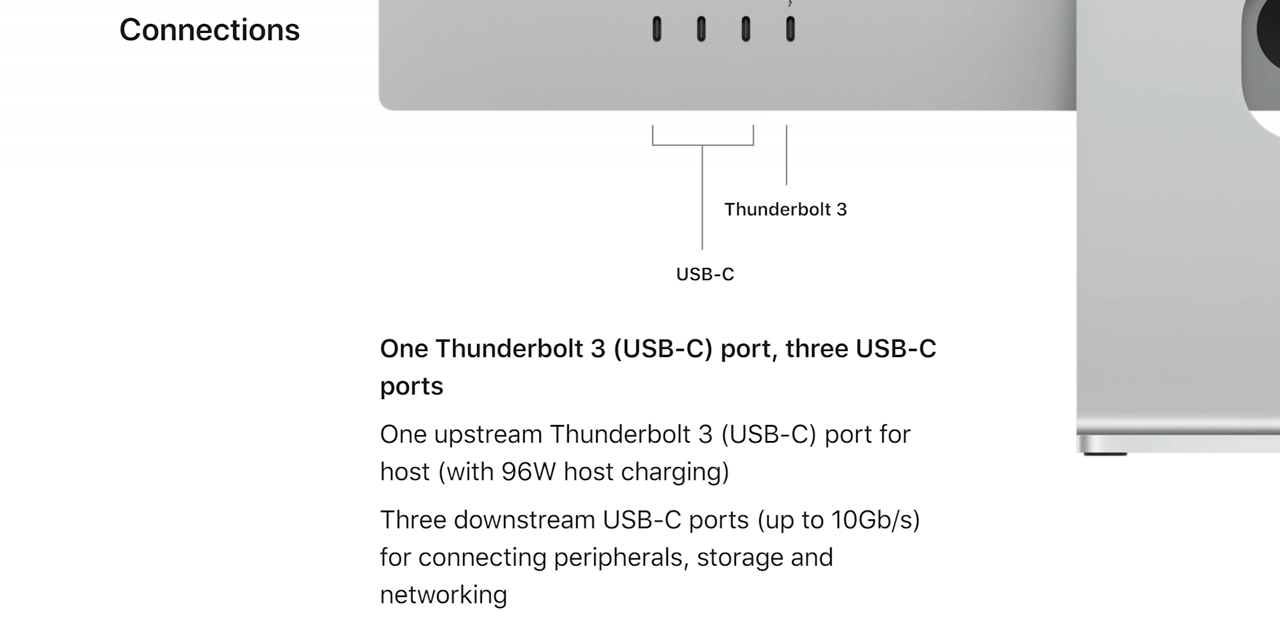 Connections
Thunderbolt 3
USB-C
One Thunderbolt 3 (USB-C) port, three USB-C
ports
One upstream Thunderbolt 3 (USB-C) port for
host (with 96W host charging)
Three downstream USB-C ports (up to 10Gb/s)
for connecting peripherals, storage and
networking